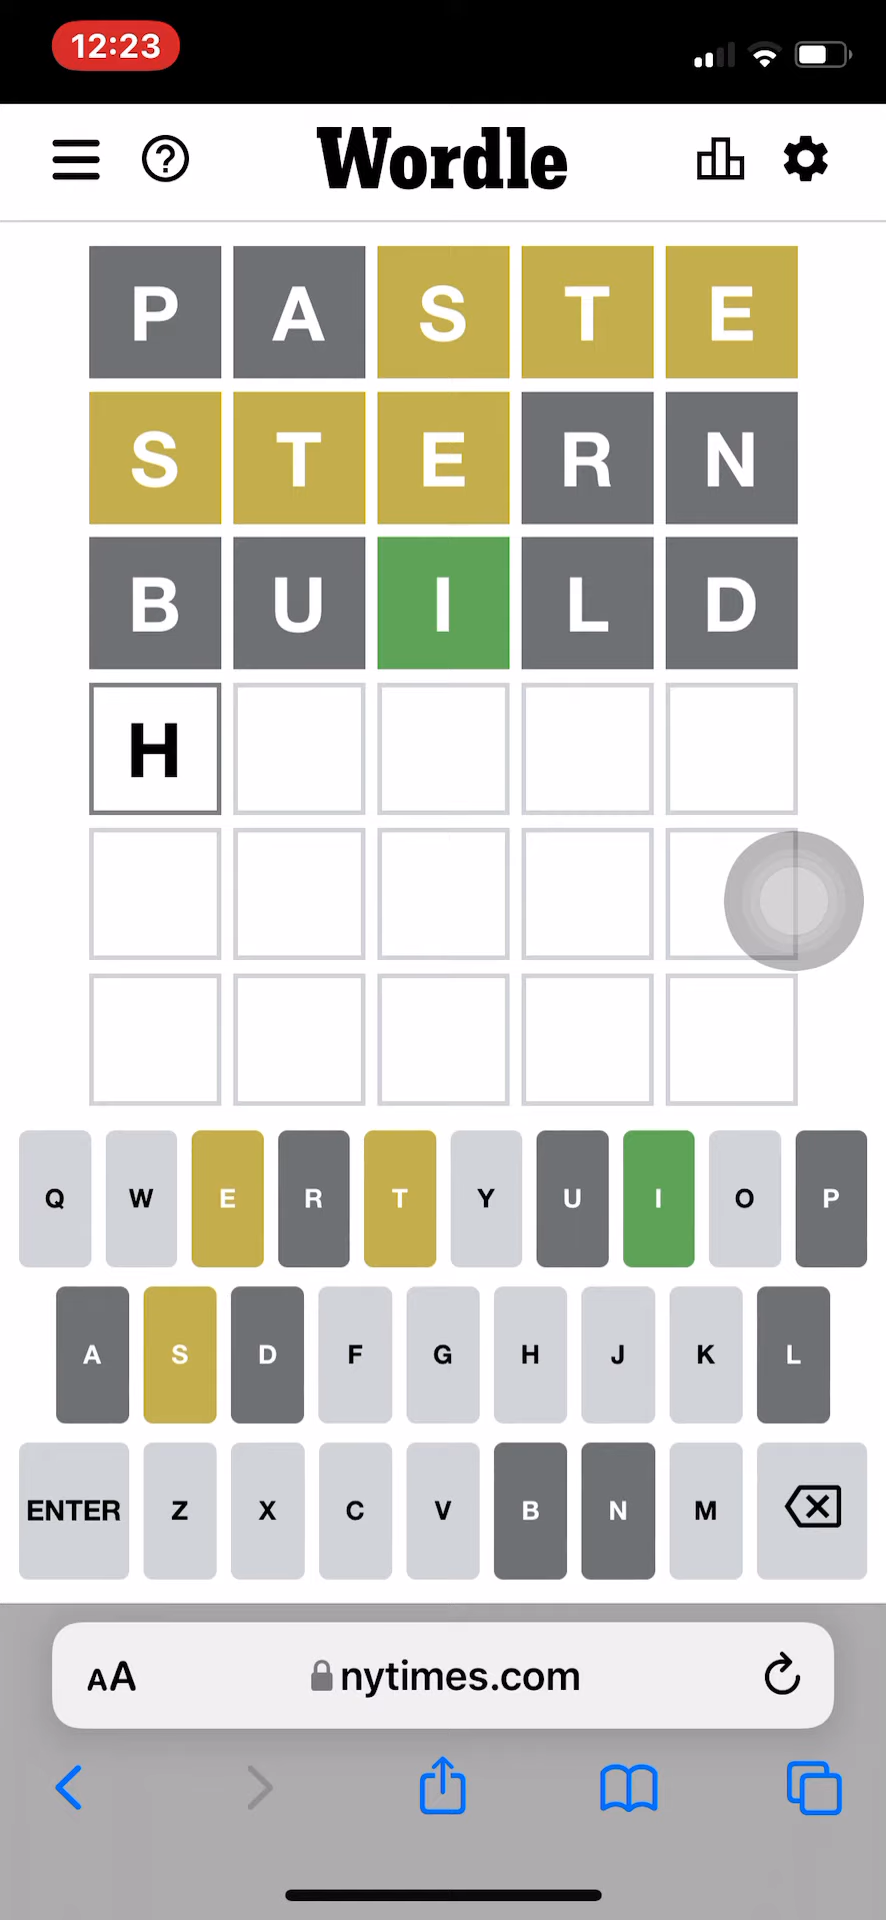 12:23
Wordle
P A S T E
S T E R N
B U I L D
H
Q W E R T Y U I O P
A S D F G H J K L
ENTER Z X C V B N M
AA nytimes.com